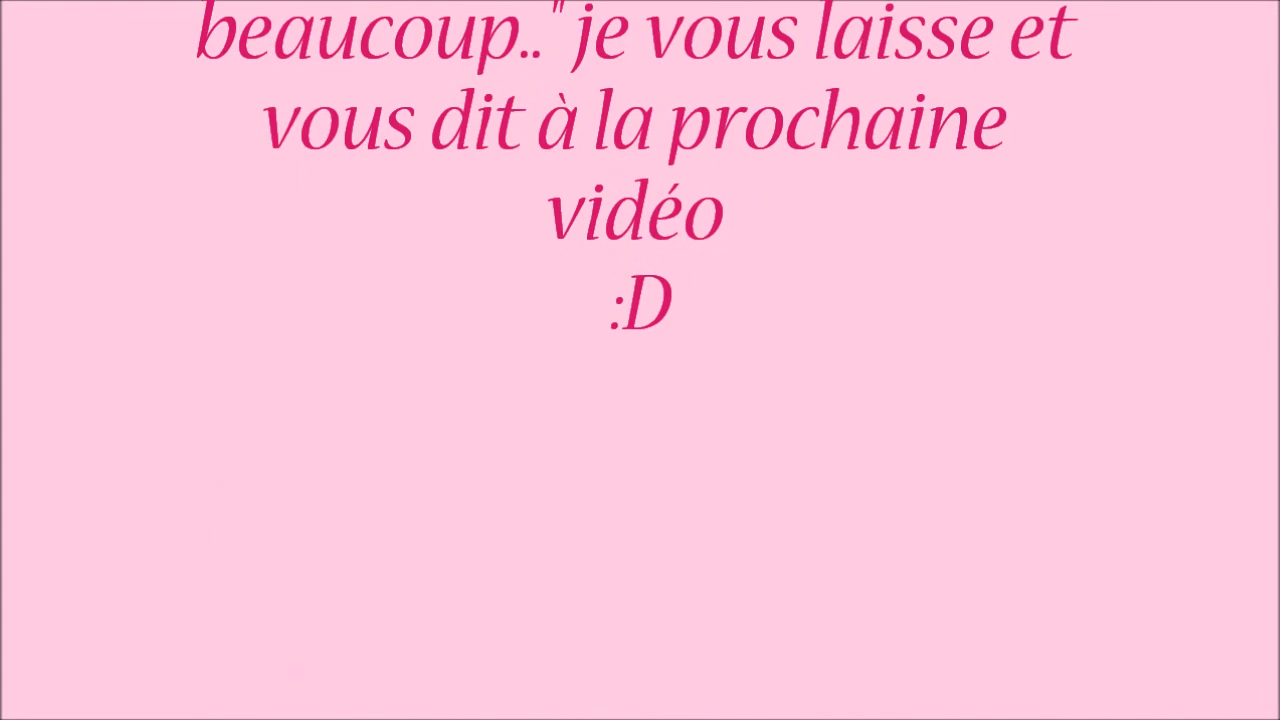 beaucoup.." je vous laisse et
vous dit à la prochaine
vidéo
:D